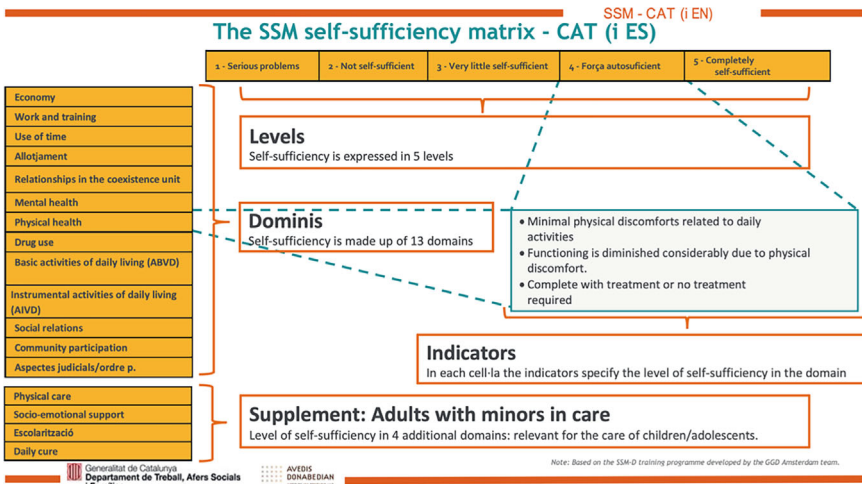 SSM - CAT (i EN)
The SSM self-sufficiency matrix - CAT (i ES)
1 - Serious problems
2 - Not self-sufficient
3 - Very little self-sufficient
4 - Força autosuficient
5 - Completely
self-sufficient
Economy
Work and training
Use of time
Allotjament
Relationships in the coexistence unit
Mental health
Physical health
Drug use
Basic activities of daily living (ABVD)
Instrumental activities of daily living
(AIVD)
Social relations
Community participation
Aspectes judicials/ordre p.
Levels
Self-sufficiency is expressed in 5 levels
Dominis
Self-sufficiency is made up of 13 domains
• Minimal physical discomforts related to daily
activities
• Functioning is diminished considerably due to physical
discomfort.
• Complete with treatment or no treatment
required
Indicators
In each cell·la the indicators specify the level of self-sufficiency in the domain
Physical care
Socio-emotional support
Escolarització
Daily cure
Supplement: Adults with minors in care
Level of self-sufficiency in 4 additional domains: relevant for the care of children/adolescents.
Note: Based on the SSM-D training programme developed by the GGD Amsterdam team.
Generalitat de Catalunya
Departament de Treball, Afers Socials
AVEDIS
DONABEDIAN